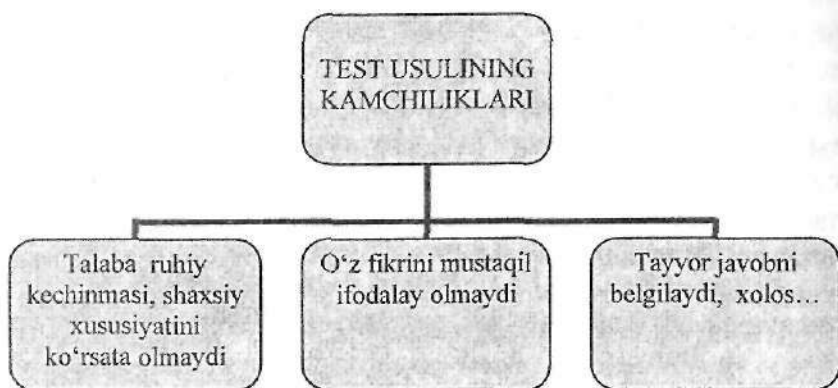 TEST USULINING
KAMCHILIKLARI
Talaba ruhiy
kechinmasi, shaxsiy
xususiyatini
ko‘rsata olmaydi
O‘z fikrini mustaqil
ifodalay olmaydi
Tayyor javobni
belgilaydi, xolos...